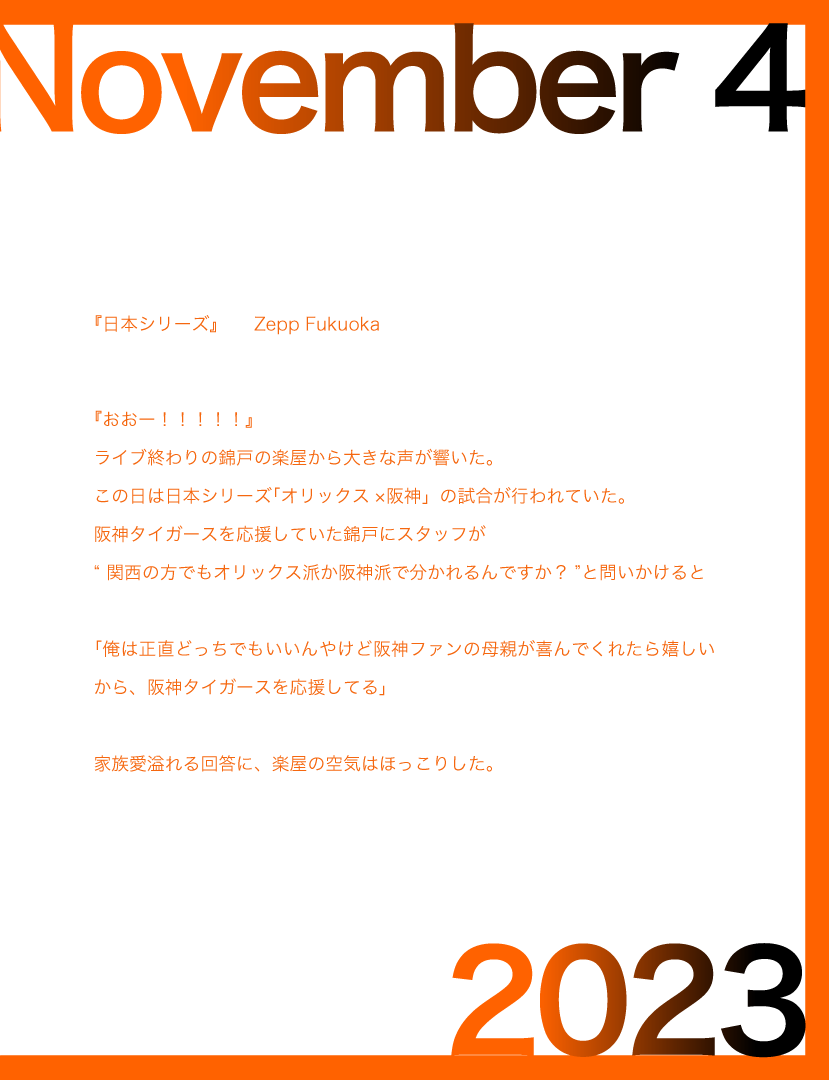 November 4
『日本シリーズ』　Zepp Fukuoka
『おおー！！！！！』
ライブ終わりの錦戸の楽屋から大きな声が響いた。
この日は日本シリーズ「オリックス×阪神」の試合が行われていた。
阪神タイガースを応援していた錦戸にスタッフが
“ 関西の方でもオリックス派か阪神派で分かれるんですか？ ”と問いかけると
「俺は正直どっちでもいいんやけど阪神ファンの母親が喜んでくれたら嬉しい
から、阪神タイガースを応援してる」
家族愛溢れる回答に、楽屋の空気はほっこりした。
2023